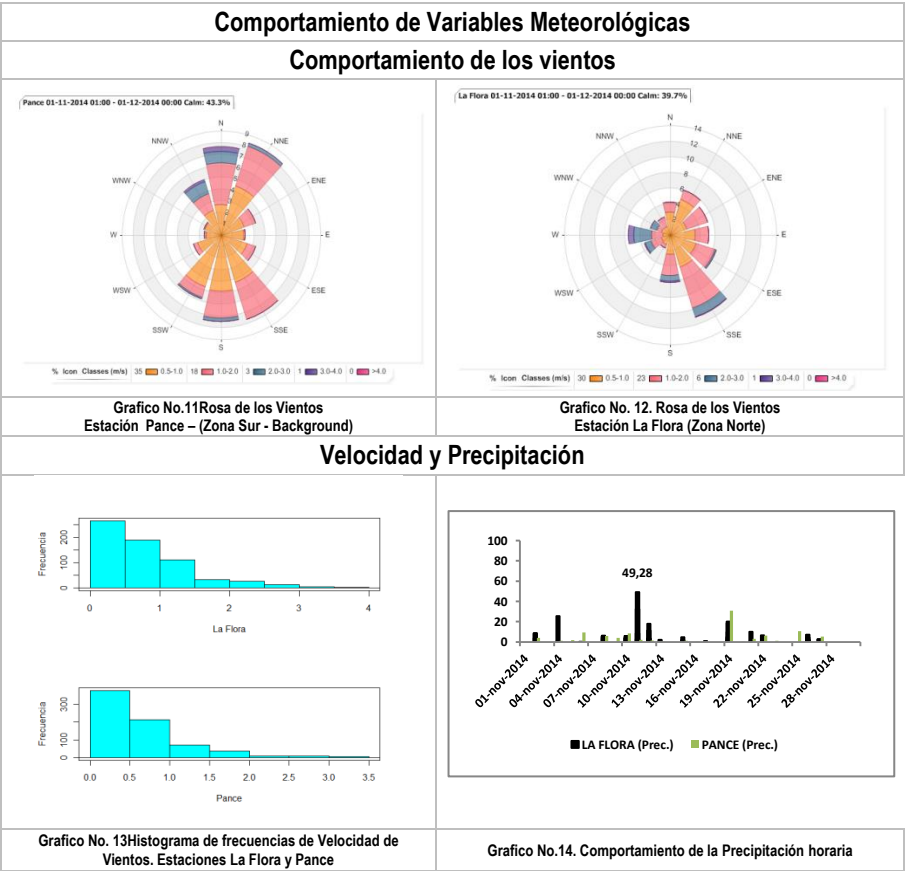 Comportamiento de Variables Meteorológicas
Comportamiento de los vientos
Pance 01-11-2014 01:00 - 01-12-2014 00:00 Calm: 43.3%
N
NNE
ENE
E
ESE
SSE
S
SSW
WSW
W
WNW
NNW
9
8
7
% Icon Classes (m/s) 35 0.5-1.0 18 1.0-2.0 3 2.0-3.0 1 3.0-4.0 0 >4.0
Grafico No.11Rosa de los Vientos
Estación Pance – (Zona Sur - Background)
La Flora 01-11-2014 01:00 - 01-12-2014 00:00 Calm: 39.7%
N
NNE
ENE
E
ESE
SSE
S
SSW
WSW
W
WNW
NNW
14
12
10
8
6
% Icon Classes (m/s) 30 0.5-1.0 23 1.0-2.0 6 2.0-3.0 1 3.0-4.0 0 >4.0
Grafico No. 12. Rosa de los Vientos
Estación La Flora (Zona Norte)
Velocidad y Precipitación
Frecuencia
0 100 200
0 1 2 3 4
La Flora
Frecuencia
0 100 300
0.0 0.5 1.0 1.5 2.0 2.5 3.0 3.5
Pance
Grafico No. 13Histograma de frecuencias de Velocidad de
Vientos. Estaciones La Flora y Pance
100
80
60
40
20
0
49,28
01-nov-2014
04-nov-2014
07-nov-2014
10-nov-2014
13-nov-2014
16-nov-2014
19-nov-2014
22-nov-2014
25-nov-2014
28-nov-2014
LA FLORA (Prec.) PANCE (Prec.)
Grafico No.14. Comportamiento de la Precipitación horaria